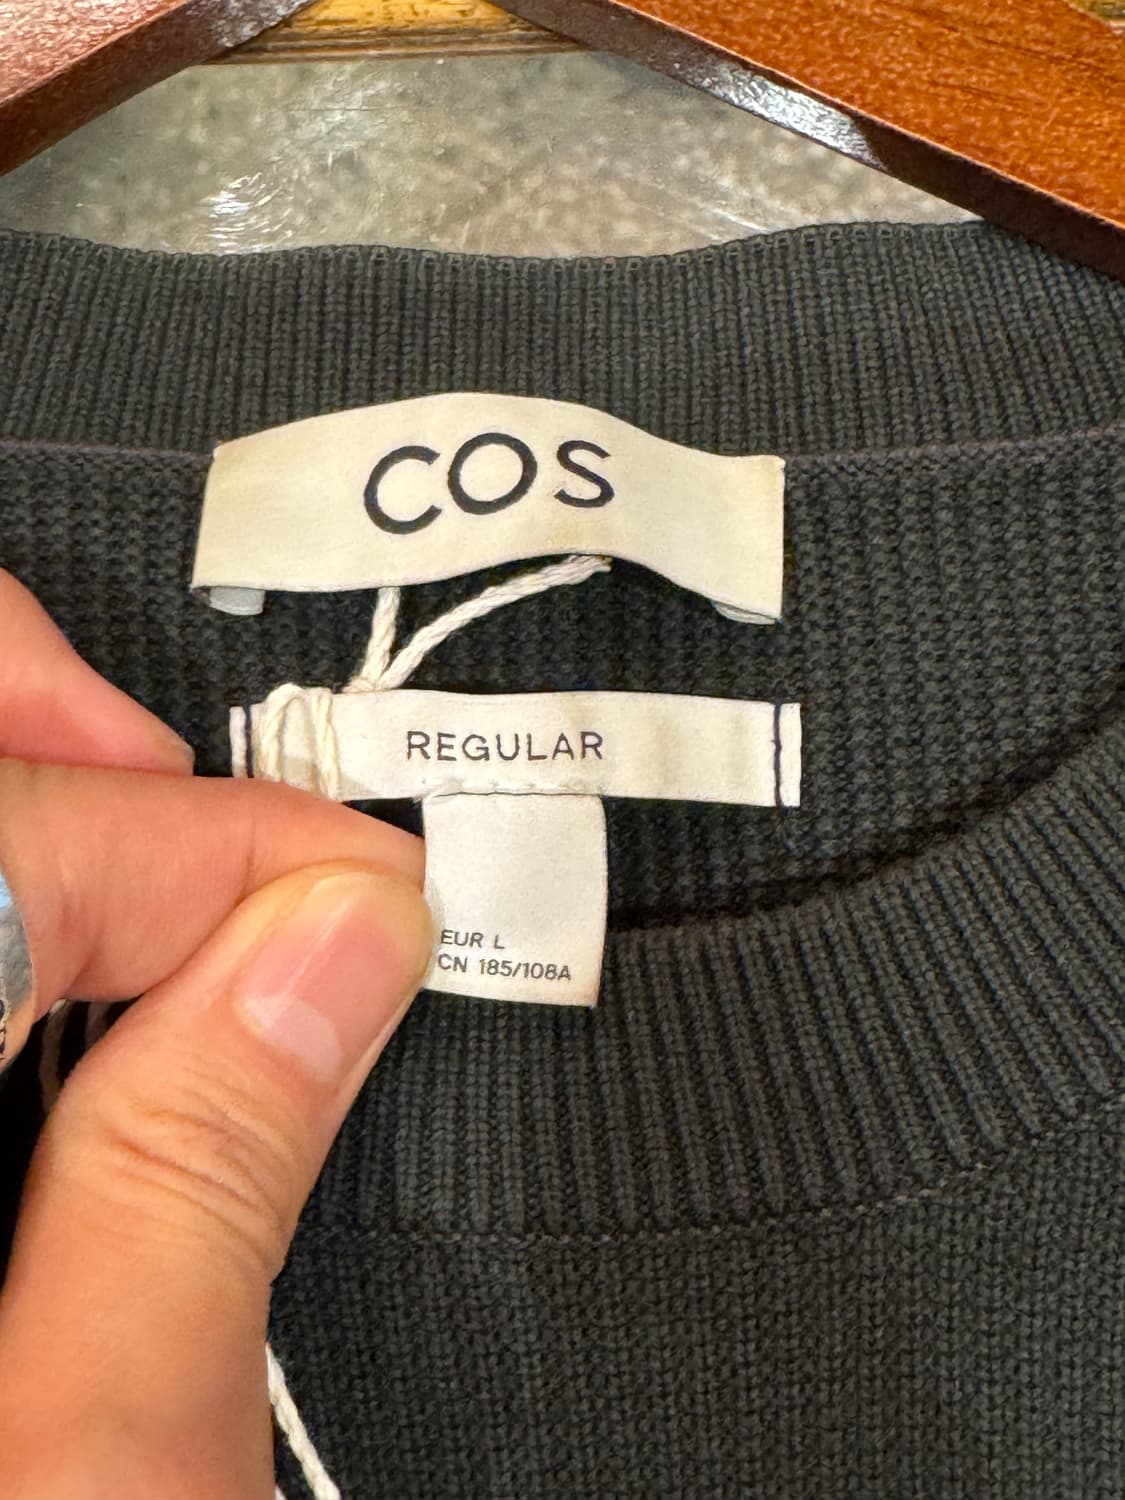 COS
REGULAR
EUR L
CN 185/108A